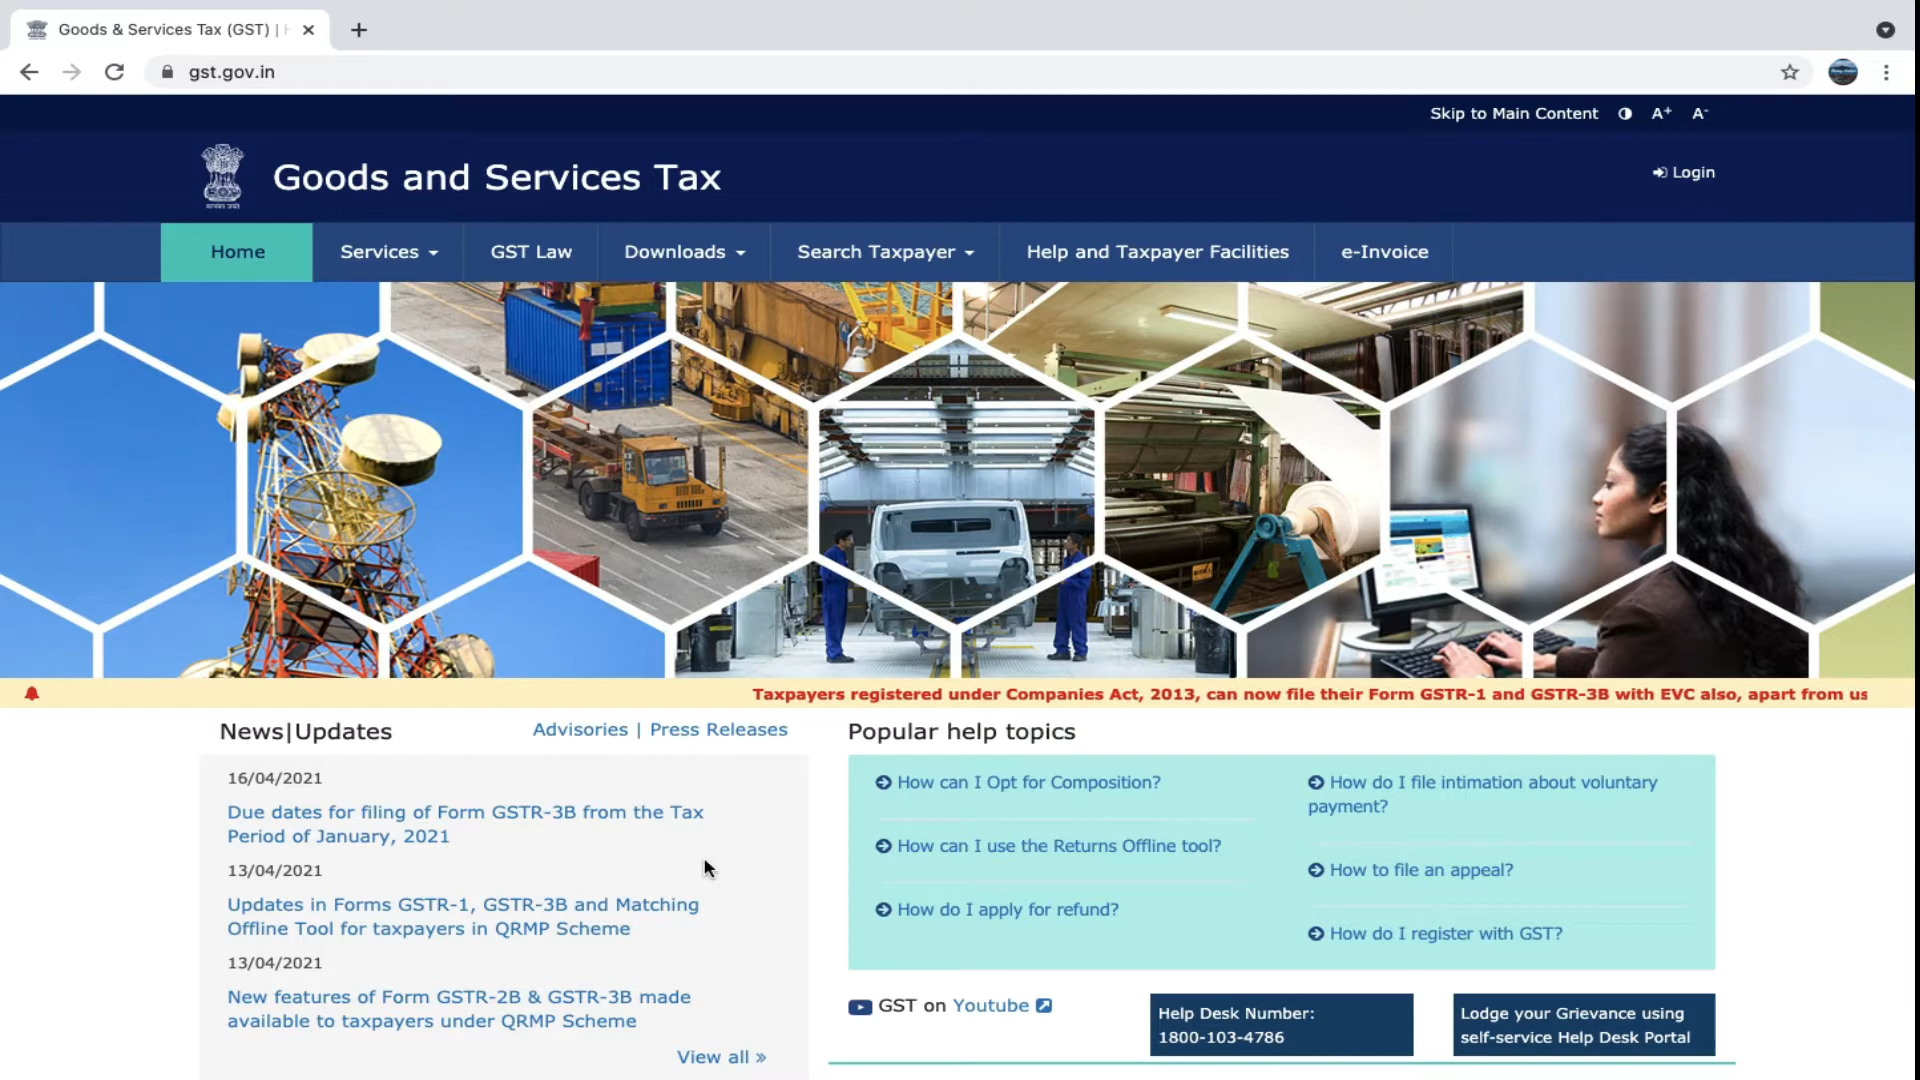 Goods & Services Tax (GST) |
gst.gov.in
Skip to Main Content
A+ A-
Goods and Services Tax
Login
Home Services GST Law Downloads Search Taxpayer Help and Taxpayer Facilities e-Invoice
Taxpayers registered under Companies Act, 2013, can now file their Form GSTR-1 and GSTR-3B with EVC also, apart from us
News|Updates
Advisories | Press Releases
16/04/2021
Due dates for filing of Form GSTR-3B from the Tax
Period of January, 2021
13/04/2021
Updates in Forms GSTR-1, GSTR-3B and Matching
Offline Tool for taxpayers in QRMP Scheme
13/04/2021
New features of Form GSTR-2B & GSTR-3B made
available to taxpayers under QRMP Scheme
View all »
Popular help topics
How can I Opt for Composition?
How can I use the Returns Offline tool?
How do I apply for refund?
How do I file intimation about voluntary
payment?
How to file an appeal?
How do I register with GST?
GST on Youtube
Help Desk Number:
1800-103-4786
Lodge your Grievance using
self-service Help Desk Portal